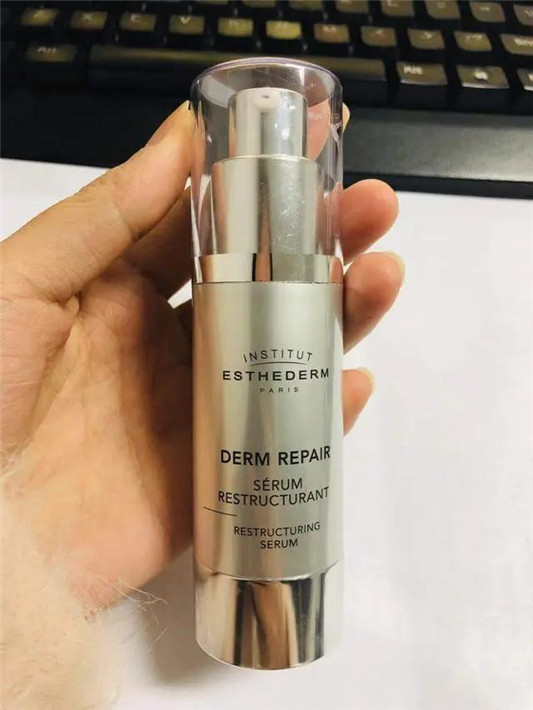 INSTITUT
ESTHEDERM
PARIS
DERM REPAIR
SÉRUM
RESTRUCTURANT
RESTRUCTURING
SERUM